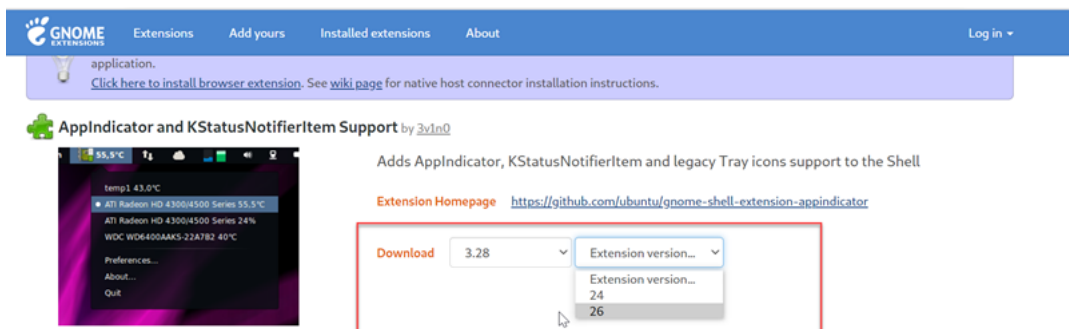 GNOME
EXTENSIONS
Extensions
Add yours
Installed extensions
About
Log in
application.
Click here to install browser extension. See wiki page for native host connector installation instructions.
AppIndicator and KStatusNotifierItem Support by 3v1n0
55,5°C
temp1 43.0°C
ATI Radeon HD 4300/4500 Series 55.5°C
ATI Radeon HD 4300/4500 Series 24%
WDC WD6400AAKS-22A7B2 40°C
Preferences...
About...
Quit
Adds AppIndicator, KStatusNotifierItem and legacy Tray icons support to the Shell
Extension Homepage https://github.com/ubuntu/gnome-shell-extension-appindicator
Download 3.28 Extension version...
Extension version...
24
26